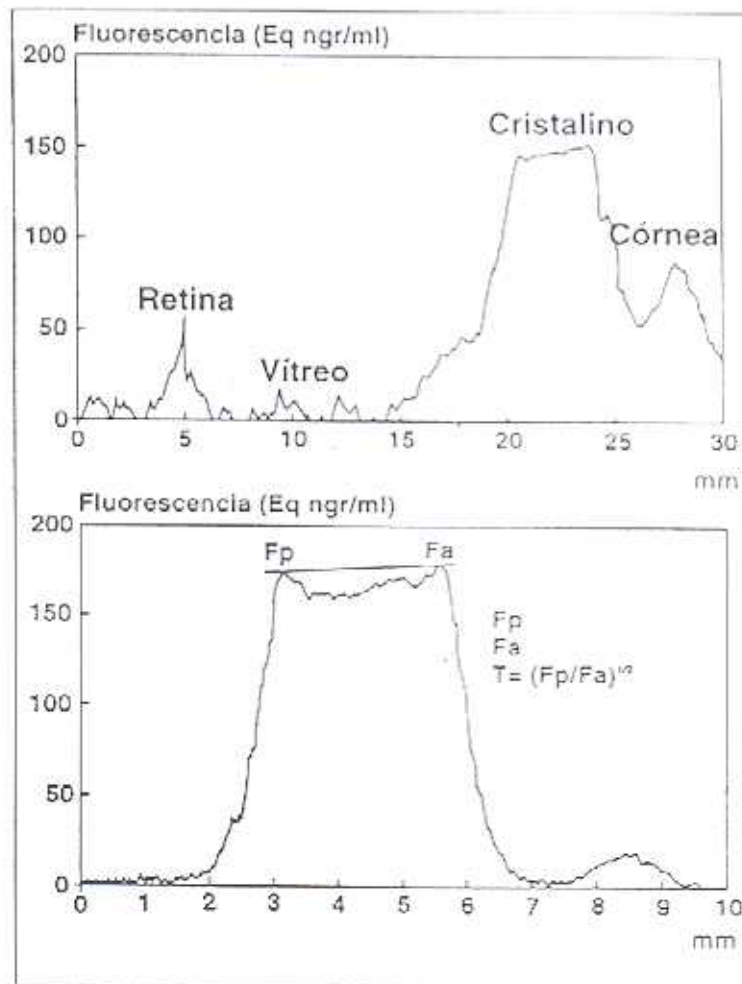 Fluorescencia (Eq ngr/ml)
200
150
100
50
0
Cristalino
Córnea
Retina
Vítreo
0 5 10 15 20 25 30
mm
Fluorescencia (Eq ngr/ml)
200
150
100
50
0
Fp Fa
Fp
Fa
T= (Fp/Fa)¹/²
0 1 2 3 4 5 6 7 8 9 10
mm